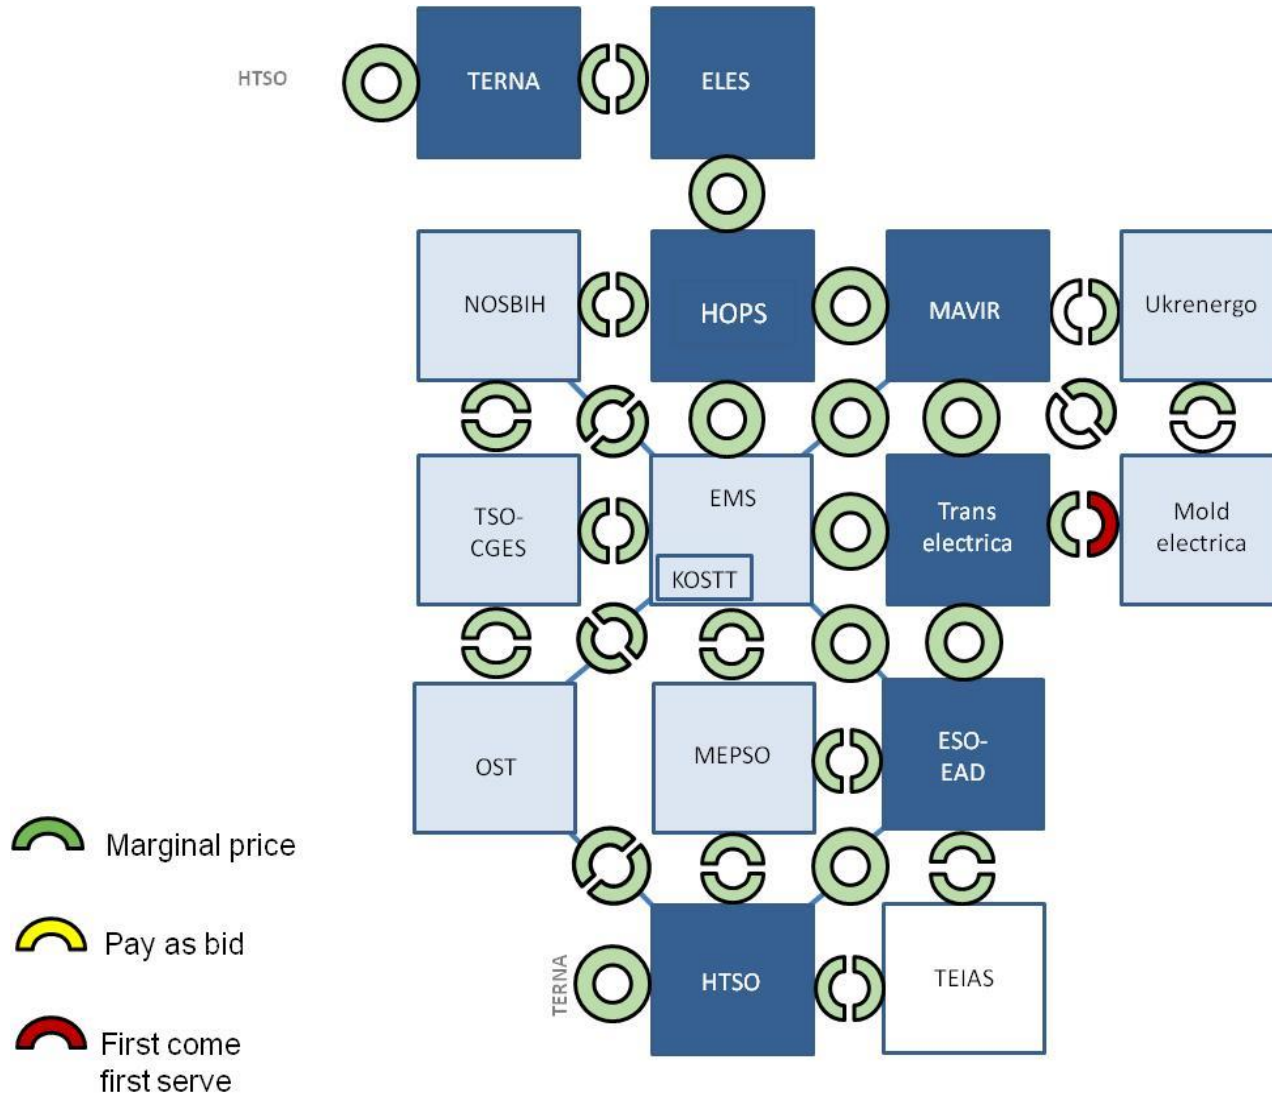 HTSO
TERNA
ELES
NOSBIH
HOPS
MAVIR
Ukrenergo
TSO-
CGES
EMS
KOSTT
Trans
electrica
Mold
electrica
OST
MEPSO
ESO-
EAD
Marginal price
Pay as bid
First come
first serve
TERNA
HTSO
TEIAS